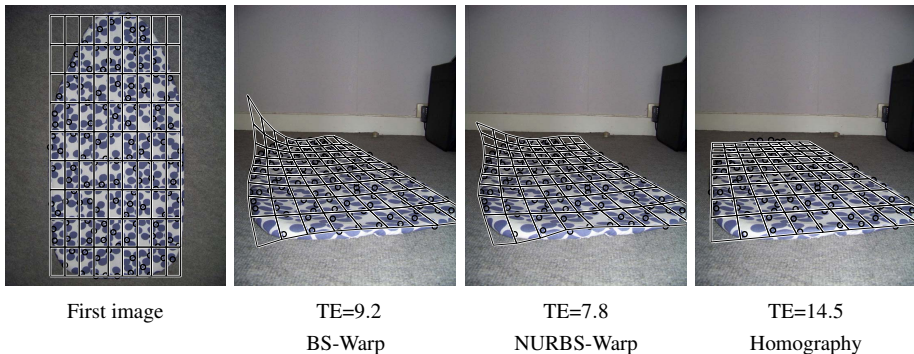 First image
TE=9.2
TE=7.8
TE=14.5
BS-Warp
NURBS-Warp
Homography